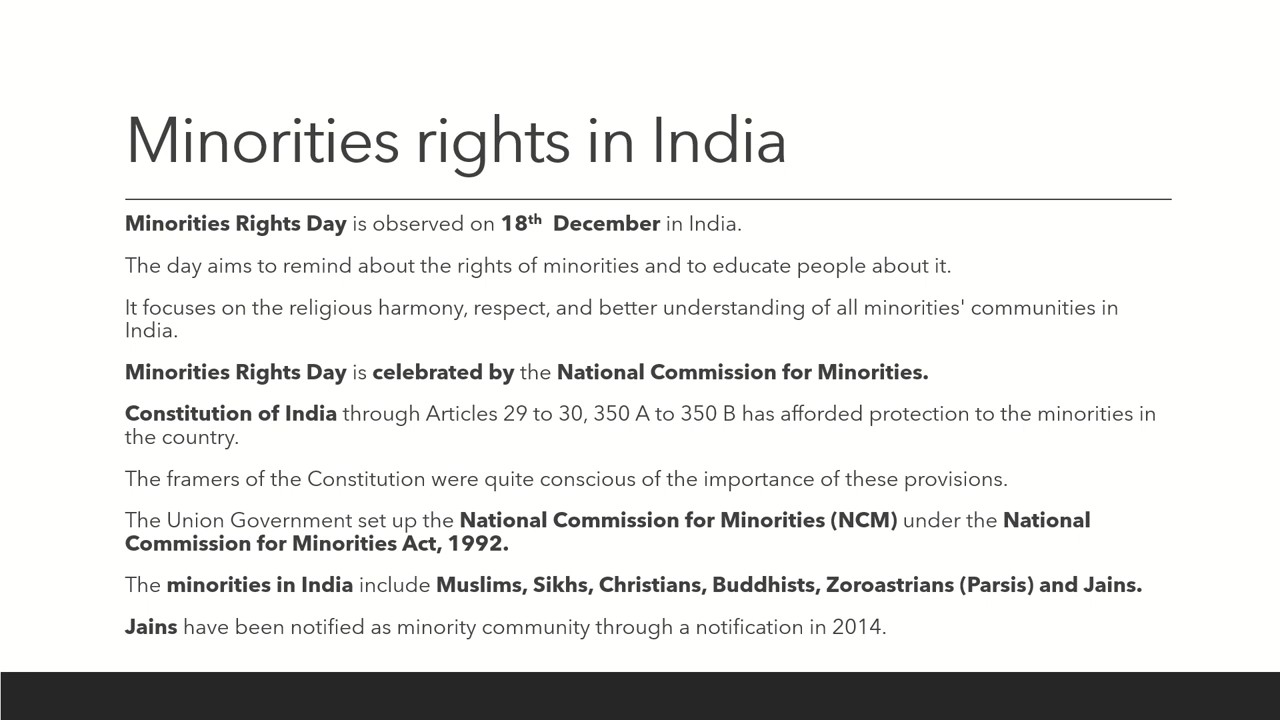 Minorities rights in India
Minorities Rights Day is observed on 18th December in India.
The day aims to remind about the rights of minorities and to educate people about it.
It focuses on the religious harmony, respect, and better understanding of all minorities' communities in
India.
Minorities Rights Day is celebrated by the National Commission for Minorities.
Constitution of India through Articles 29 to 30, 350 A to 350 B has afforded protection to the minorities in
the country.
The framers of the Constitution were quite conscious of the importance of these provisions.
The Union Government set up the National Commission for Minorities (NCM) under the National
Commission for Minorities Act, 1992.
The minorities in India include Muslims, Sikhs, Christians, Buddhists, Zoroastrians (Parsis) and Jains.
Jains have been notified as minority community through a notification in 2014.